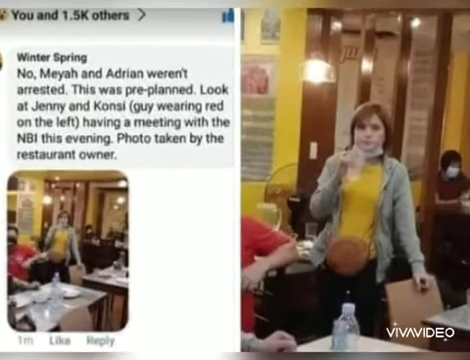 You and 1.5K others
Winter Spring
No, Meyah and Adrian weren't
arrested. This was pre-planned. Look
at Jenny and Konsi (guy wearing red
on the left) having a meeting with the
NBI this evening. Photo taken by the
restaurant owner.
1m Like Reply
VIVAVIDEO